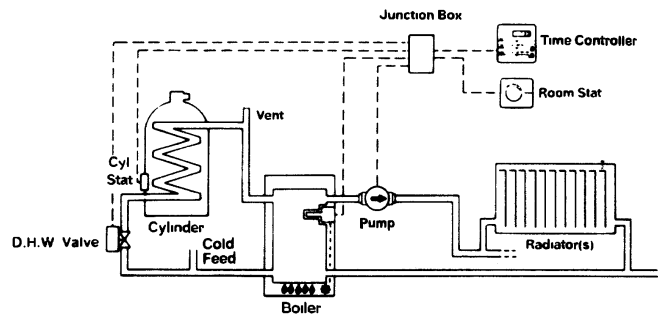 Junction Box
Time Controller
Room Stat
Vent
Cyl
Stat
Cylinder
Pump
Radiator(s)
D.H.W Valve
Cold
Feed
Boiler